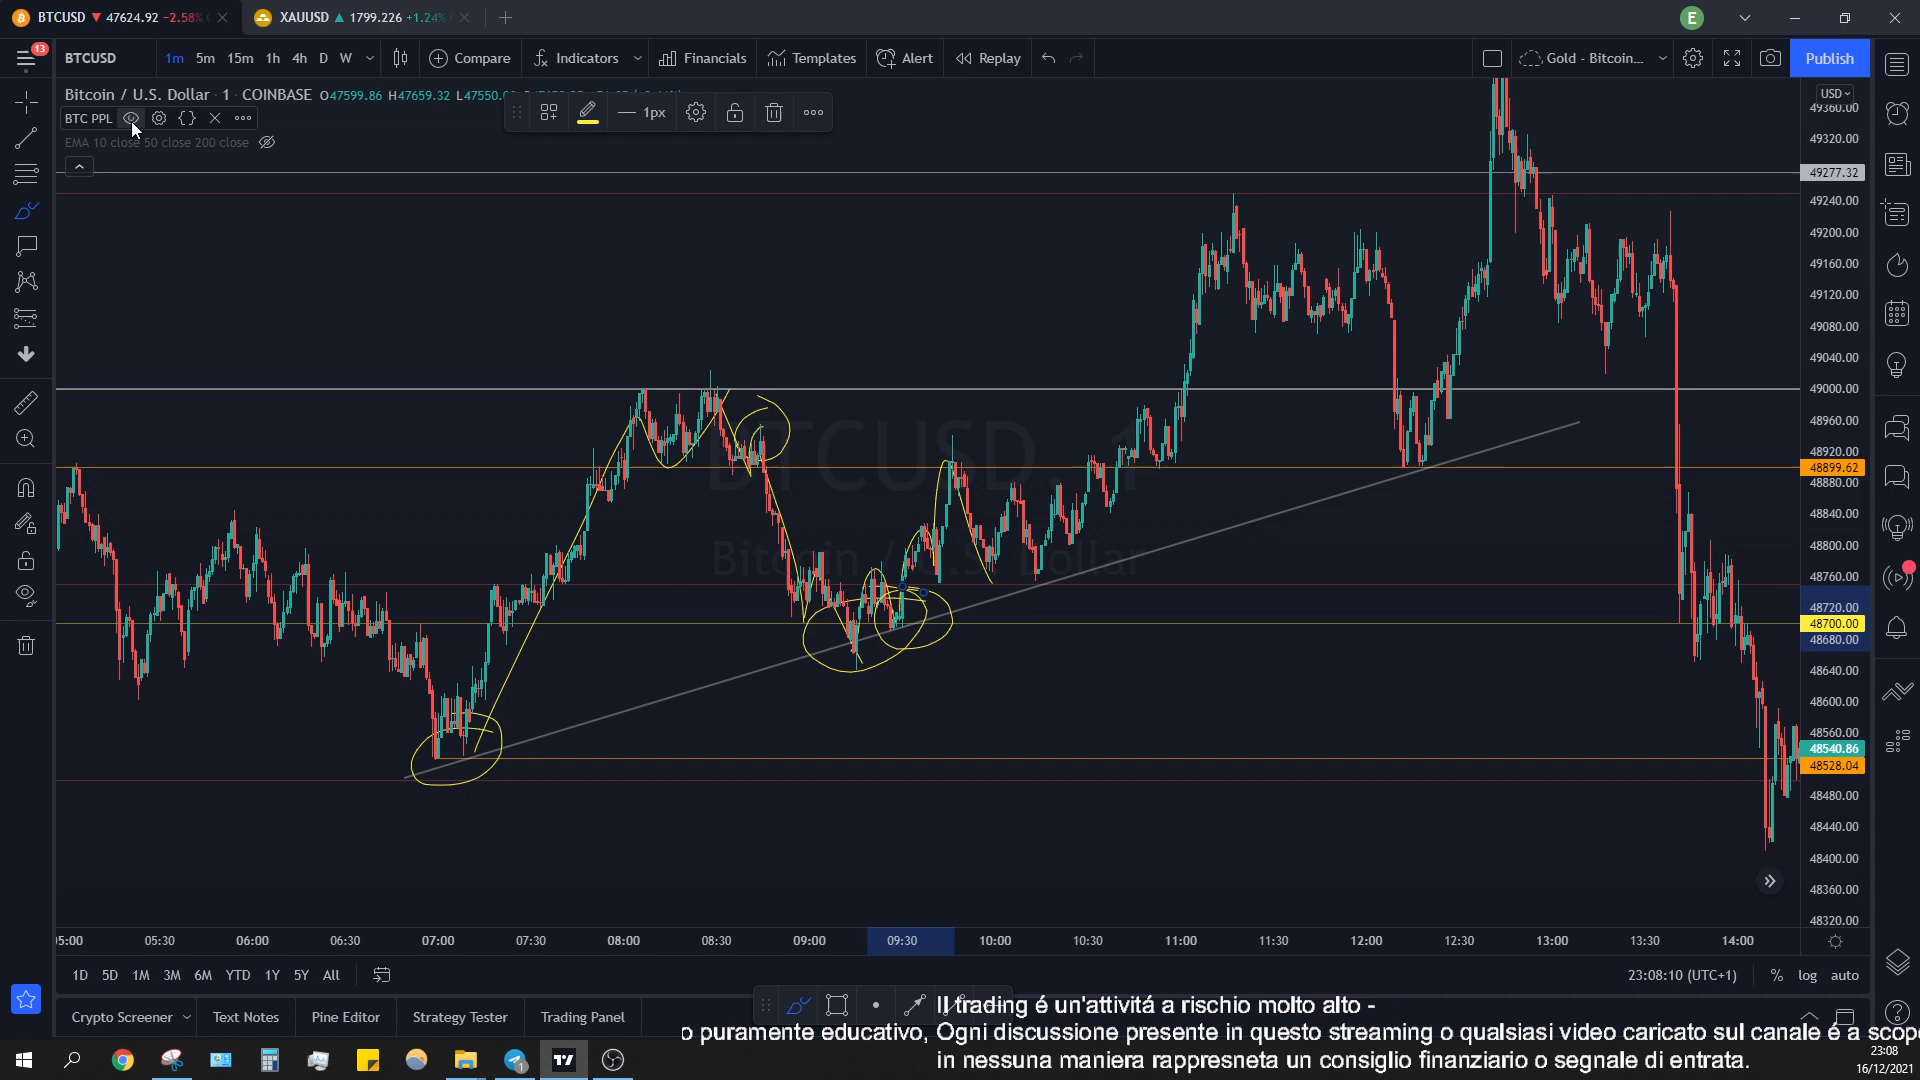 BTCUSD ▼ 47624.92 −2.58%
XAUUSD ▲ 1799.226 +1.24%
E
13
BTCUSD 1m 5m 15m 1h 4h D W Compare Indicators Financials Templates Alert Replay Gold - Bitcoin... Publish
Bitcoin / U.S. Dollar · 1 · COINBASE O47599.86 H47659.32 L47550.
BTC PPL
1px
EMA 10 close 50 close 200 close
USD
49360.00
49320.00
49277.32
49240.00
49200.00
49160.00
49120.00
49080.00
49040.00
49000.00
48960.00
48920.00
48899.62
48880.00
48840.00
48800.00
48760.00
48720.00
48700.00
48680.00
48640.00
48600.00
48560.00
48540.86
48528.04
48480.00
48440.00
48400.00
48360.00
48320.00
BTCUSD, 1
Bitcoin / U.S. Dollar
05:30 06:00 06:30 07:00 07:30 08:00 08:30 09:00 09:30 10:00 10:30 11:00 11:30 12:00 12:30 13:00 13:30 14:00
1D 5D 1M 3M 6M YTD 1Y 5Y All
23:08:10 (UTC+1) % log auto
Crypto Screener Text Notes Pine Editor Strategy Tester Trading Panel
Il trading é un'attivitá a rischio molto alto -
o puramente educativo, Ogni discussione presente in questo streaming o qualsiasi video caricato sul canale é a scop
in nessuna maniera rappresneta un consiglio finanziario o segnale di entrata.
1
23:08
16/12/2021